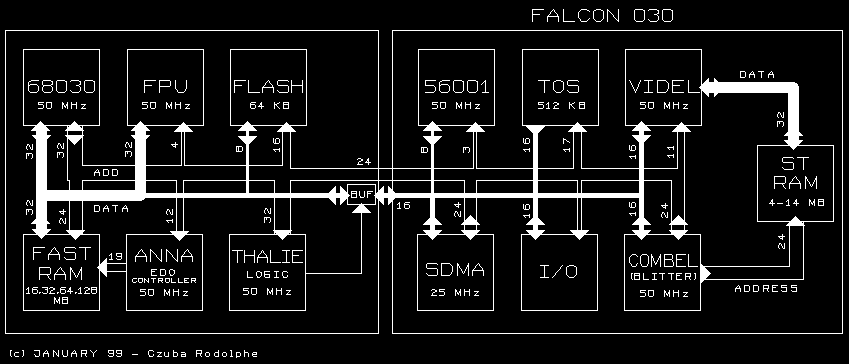 FALCON 030
68030
50 MHz
FPU
50 MHz
FLASH
64 KB
56001
50 MHz
TOS
512 KB
VIDEL
50 MHz
DATA
32
32
32
4
8
16
8
3
16
17
11
32
ADD
24
ST
RAM
4-14 MB
DATA
BUF
16
32
24
12
32
24
16
16
24
24
FAST
RAM
16,32,64,128
MB
19
ANNA
EDO
CONTROLLER
50 MHz
THALIE
LOGIC
50 MHz
SDMA
25 MHz
I/O
COMBEL
(BLITTER)
50 MHz
ADDRESS
(c) JANUARY 99 - Czuba Rodolphe